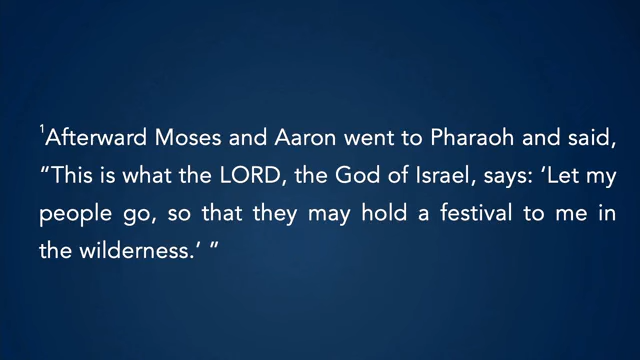 ¹Afterward Moses and Aaron went to Pharaoh and said,
“This is what the LORD, the God of Israel, says: ‘Let my
people go, so that they may hold a festival to me in
the wilderness.’ ”